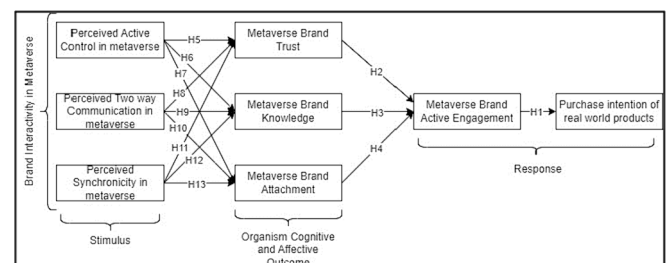 Brand Interactivity in Metaverse
Perceived Active
Control in metaverse
Perceived Two way
Communication in
metaverse
Perceived
Synchronicity in
metaverse
Stimulus
H5
H6
H7
H8
H9
H10
H11
H12
H13
Metaverse Brand
Trust
Metaverse Brand
Knowledge
Metaverse Brand
Attachment
Organism Cognitive
and Affective
Outcome
H2
H3
H4
Metaverse Brand
Active Engagement
H1
Purchase intention of
real world products
Response